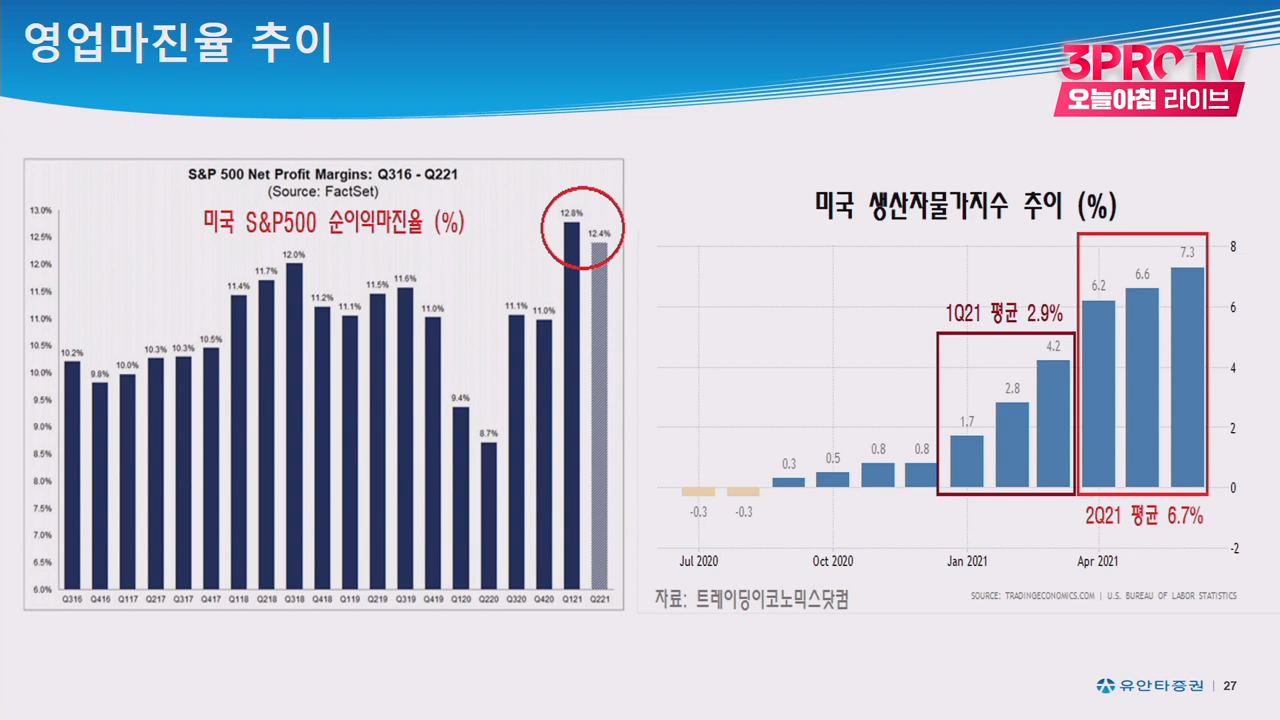 영업마진율 추이
3PROTV
오늘아침 라이브
S&P 500 Net Profit Margins: Q316 - Q221
(Source: FactSet)
미국 S&P500 순이익마진율 (%)
13.0%
12.5%
12.0%
11.5%
11.0%
10.5%
10.0%
9.5%
9.0%
8.5%
8.0%
7.5%
7.0%
6.5%
6.0%
10.2% 9.8% 10.0% 10.3% 10.3% 10.5% 11.4% 11.7% 12.0% 11.2% 11.1% 11.5% 11.6% 11.0% 9.4% 8.7% 11.1% 11.0% 12.8% 12.4%
Q316 Q416 Q117 Q217 Q317 Q417 Q118 Q218 Q318 Q418 Q119 Q219 Q319 Q419 Q120 Q220 Q320 Q420 Q121 Q221
미국 생산자물가지수 추이 (%)
1Q21 평균 2.9%
-0.3 -0.3 0.3 0.5 0.8 0.8 1.7 2.8 4.2 6.2 6.6 7.3
8
6
4
2
0
-2
2Q21 평균 6.7%
Jul 2020 Oct 2020 Jan 2021 Apr 2021
자료: 트레이딩이코노믹스닷컴
SOURCE: TRADINGECONOMICS.COM | U.S. BUREAU OF LABOR STATISTICS
유안타증권 | 27